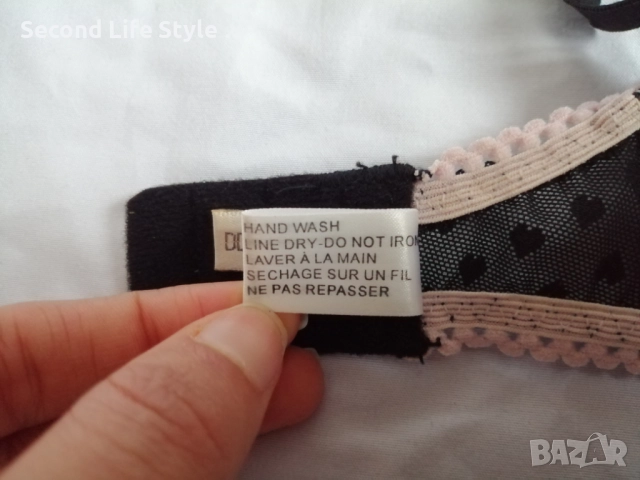 Second Life Style ...
HAND WASH
LINE DRY-DO NOT IRON
LAVER À LA MAIN
SECHAGE SUR UN FIL
NE PAS REPASSER
BAZAR